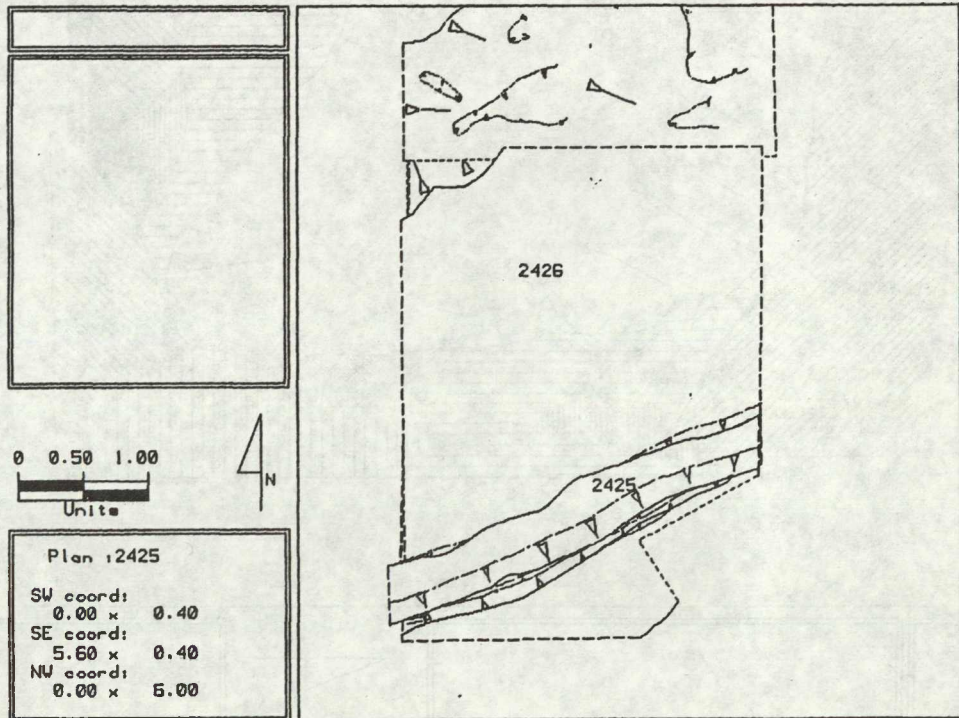 2426
2425
0 0.50 1.00
Units
N
Plan :2425
SW coord:
0.00 x 0.40
SE coord:
5.60 x 0.40
NW coord:
0.00 x 6.00